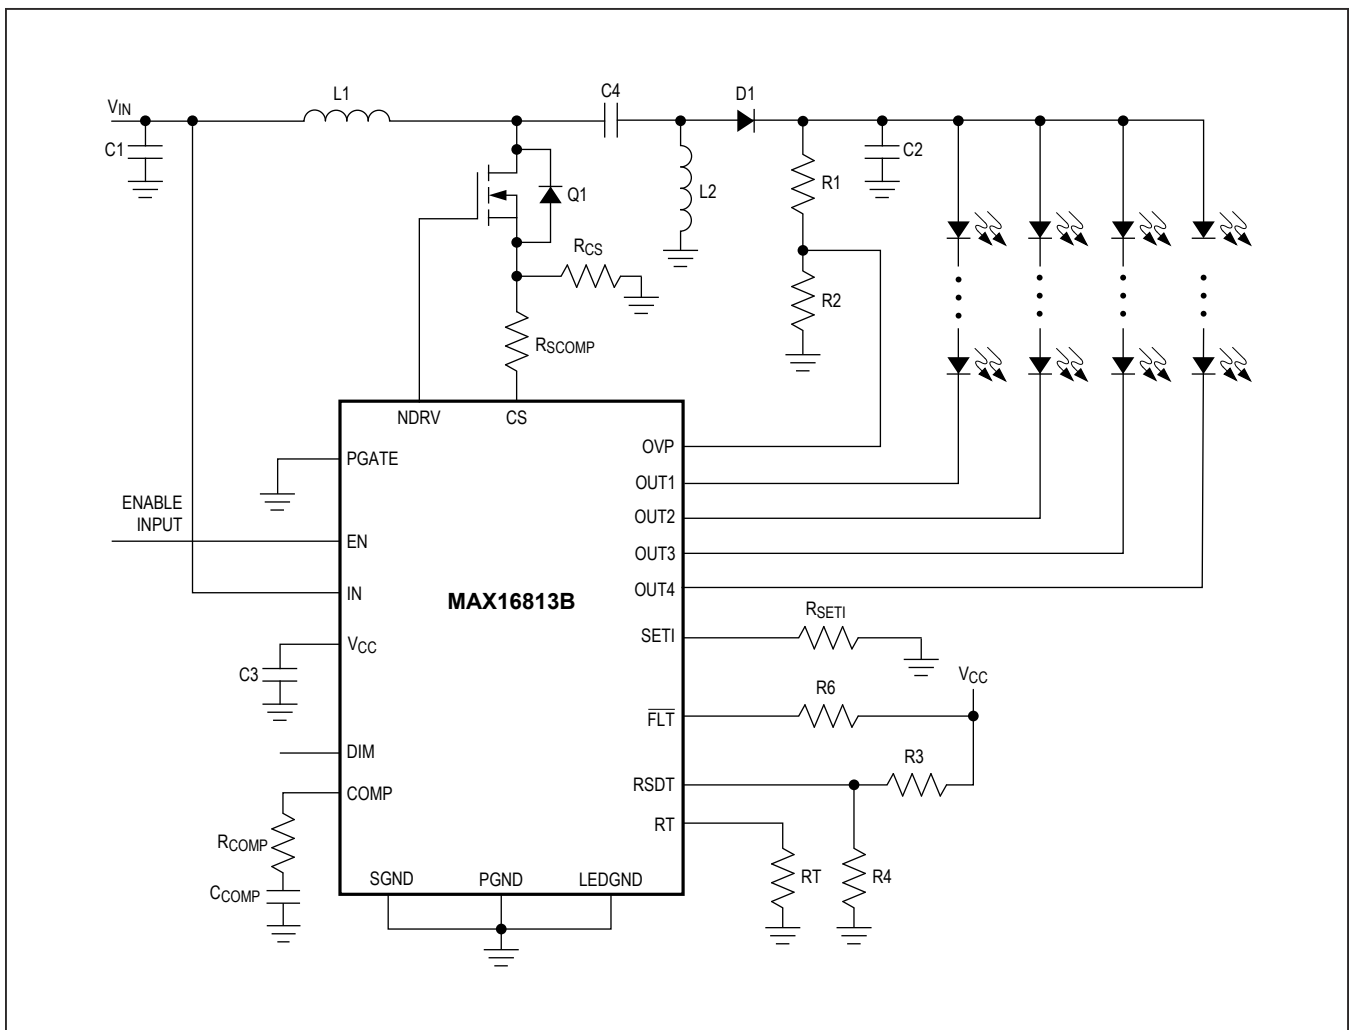 L1
C4
D1
VIN
C1
C2
R1
Q1
L2
RCS
R2
RSCOMP
NDRV
CS
OVP
PGATE
OUT1
ENABLE
INPUT
OUT2
EN
OUT3
IN
MAX16813B
OUT4
RSETI
SETI
VCC
C3
VCC
R6
FLT
DIM
R3
RSDT
COMP
RT
RCOMP
RT
R4
SGND
PGND
LEDGND
CCOMP